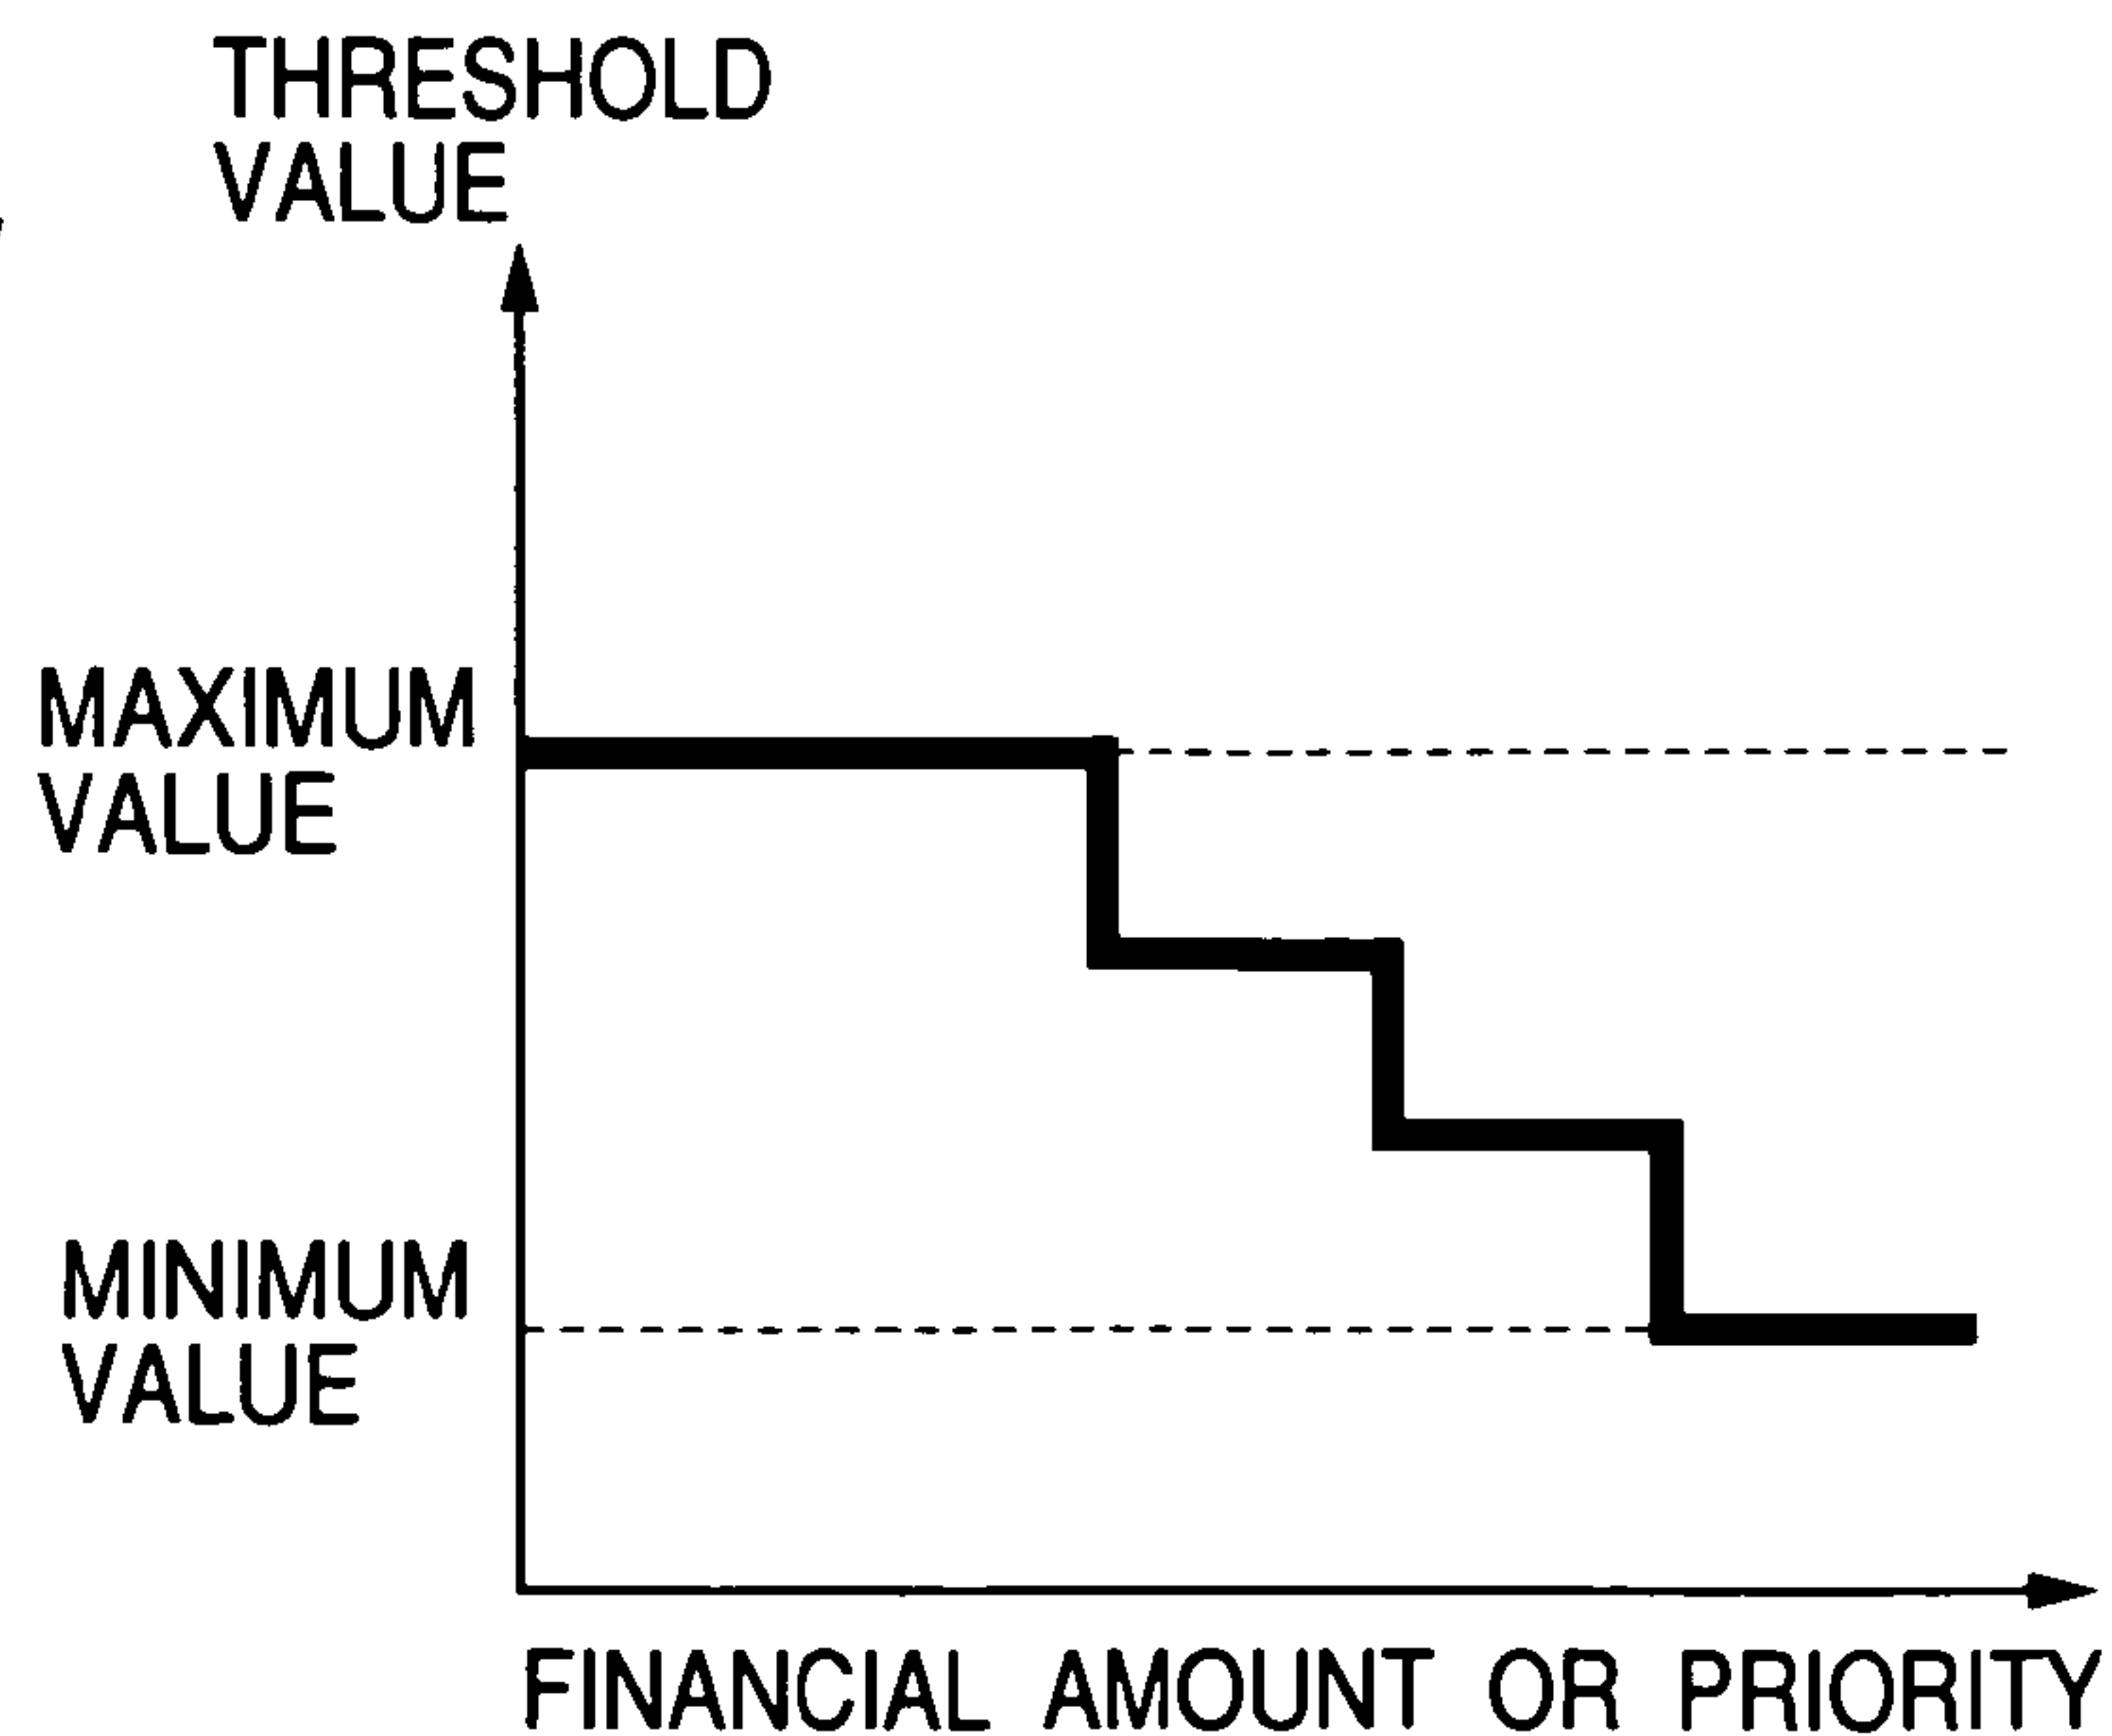 THRESHOLD
VALUE
MAXIMUM
VALUE
MINIMUM
VALUE
FINANCIAL AMOUNT OR PRIORITY